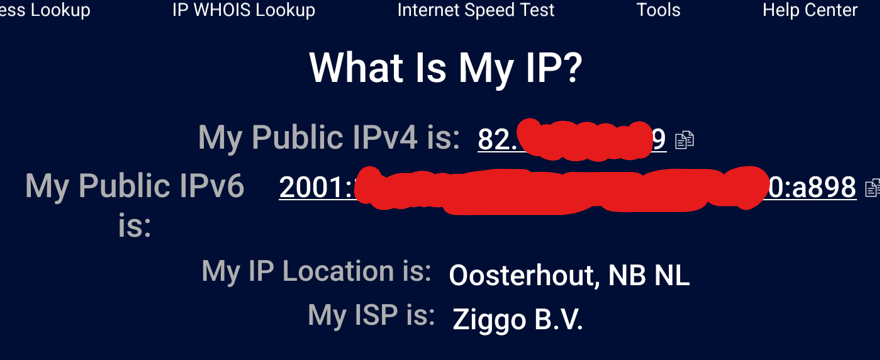 ess Lookup IP WHOIS Lookup Internet Speed Test Tools Help Center
What Is My IP?
My Public IPv4 is: 82. 9
My Public IPv6 2001: 0:a898
is:
My IP Location is: Oosterhout, NB NL
My ISP is: Ziggo B.V.